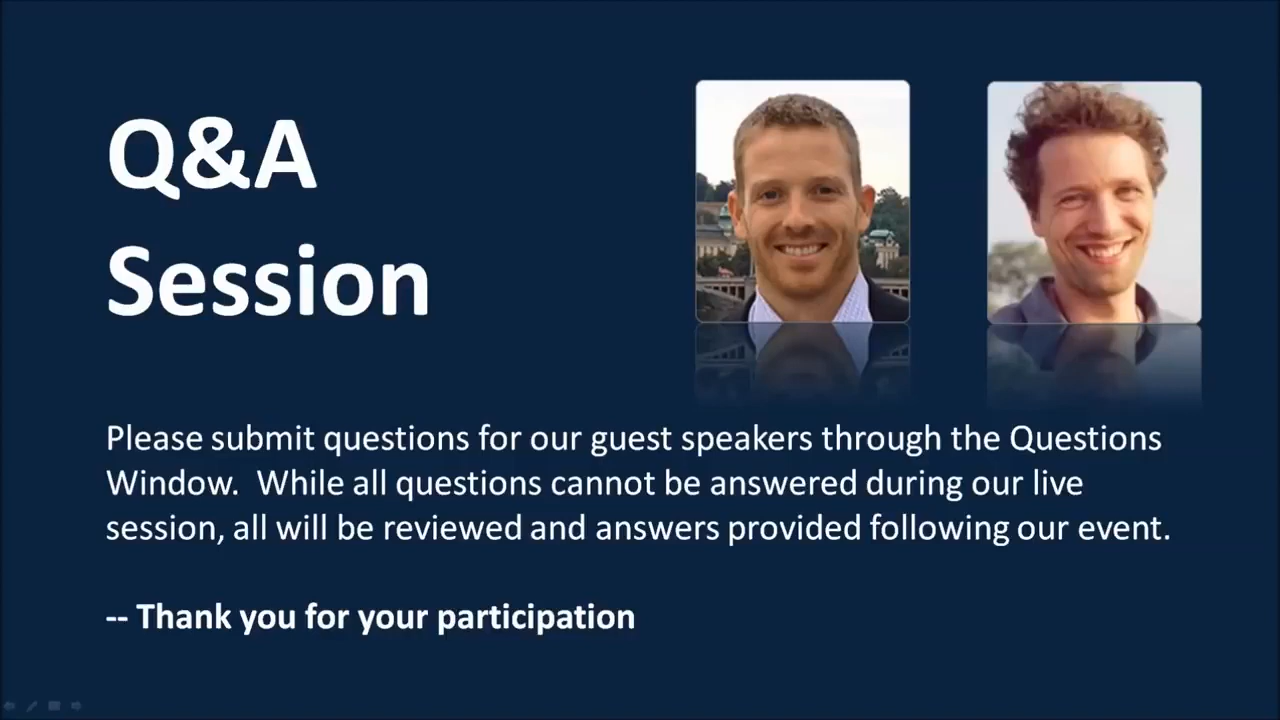 Q&A
Session
Please submit questions for our guest speakers through the Questions
Window.  While all questions cannot be answered during our live
session, all will be reviewed and answers provided following our event.
-- Thank you for your participation